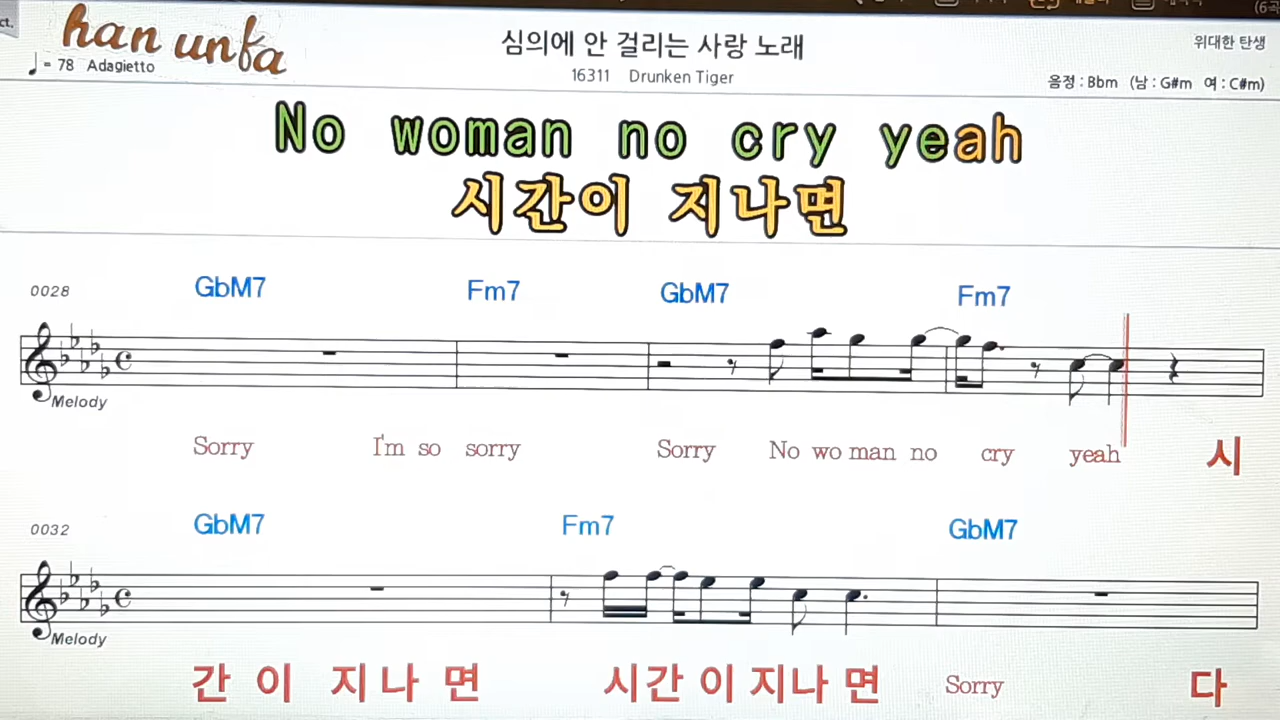 ct.
han unfa
심의에 안 걸리는 사랑 노래
위대한 탄생
♩ = 78 Adagietto
16311 Drunken Tiger
음정 : Bbm (남 : G#m 여 : C#m)
No woman no cry yeah
시간이 지나면
0028 GbM7 Fm7 GbM7 Fm7
Melody
Sorry I'm so sorry Sorry No wo man no cry yeah 시
0032 GbM7 Fm7 GbM7
Melody
간 이 지 나 면 시간 이 지나 면 Sorry 다